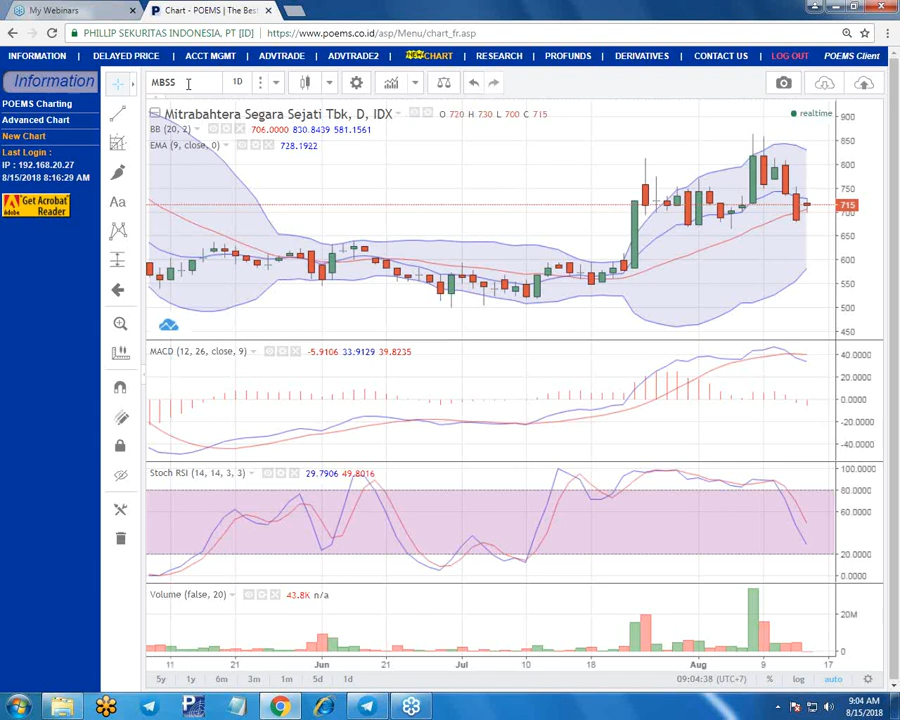 My Webinars
Chart - POEMS | The Bes
PHILLIP SEKURITAS INDONESIA. PT [ID]
https://www.poems.co.id/asp/Menu/chart_fr.asp
INFORMATION
DELAYED PRICE
ACCT MGMT
ADVTRADE
ADVTRADE2
NEW CHART
RESEARCH
PROFUNDS
DERIVATIVES
CONTACT US
LOG OUT
POEMS Client
Information
POEMS Charting
Advanced Chart
New Chart
Last Login :
IP : 192.168.20.27
8/15/2018 8:16:29 AM
Get Acrobat
Reader
Adobe
MBSS
1D
Mitrabahtera Segara Sejati Tbk, D, IDX
O 720 H 730 L 700 C 715
realtime
BB (20, 2)
706.0000 830.8439 581.1561
EMA (9, close, 0)
728.1922
900
850
800
750
715
700
650
600
550
500
450
MACD (12, 26, close, 9)
-5.9106 33.9129 39.8235
40.0000
20.0000
0.0000
-20.0000
-40.0000
Stoch RSI (14, 14, 3, 3)
29.7906 49.8016
100.0000
80.0000
60.0000
20.0000
0.0000
Volume (false, 20)
43.8K n/a
20M
0
11
21
Jun
11
21
Jul
10
18
Aug
9
17
5y
1y
6m
3m
1m
5d
1d
09:04:38 (UTC+7)
%
log
auto
9:04 AM
8/15/2018